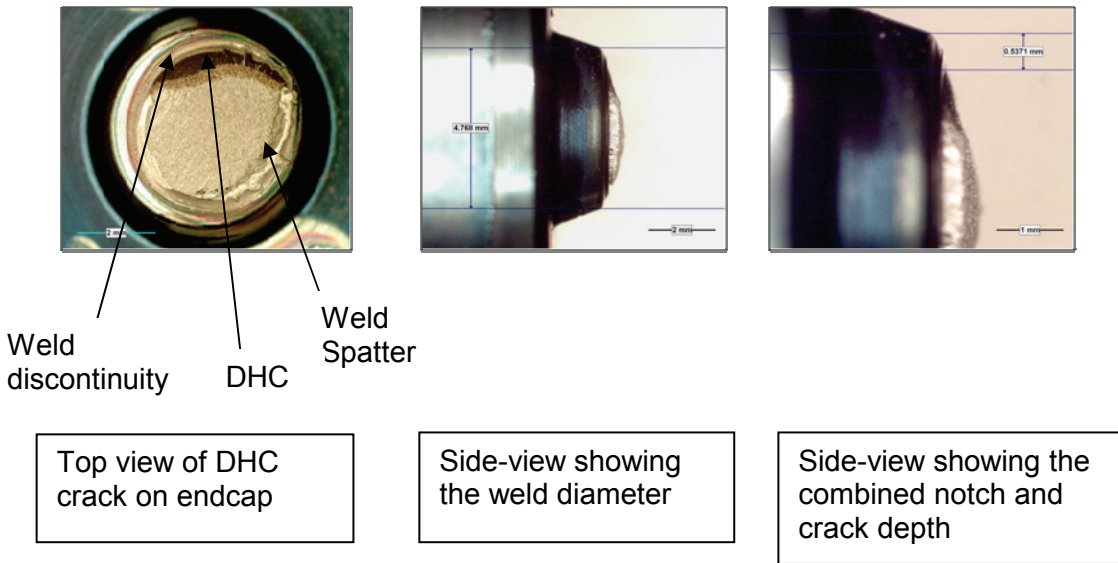 2 mm
4.768 mm
2 mm
0.5371 mm
1 mm
Weld
discontinuity
DHC
Weld
Spatter
Top view of DHC
crack on endcap
Side-view showing
the weld diameter
Side-view showing the
combined notch and
crack depth